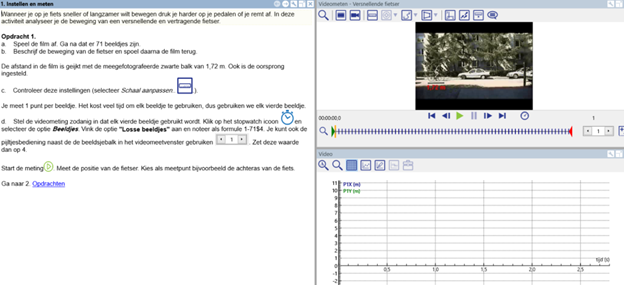 1. Instellen en meten
Wanneer je op je fiets sneller of langzamer wilt bewegen druk je harder op je pedalen of je remt af. In deze
activiteit analyseer je de beweging van een versnellende en vertragende fietser.
Opdracht 1.
a. Speel de film af. Ga na dat er 71 beeldjes zijn.
b. Beschrijf de beweging van de fietser en spoel daarna de film terug.
De afstand in de film is geijkt met de meegefotografeerde zwarte balk van 1,72 m. Ook is de oorsprong
ingesteld.
c. Controleer deze instellingen (selecteer Schaal aanpassen ).
Je meet 1 punt per beeldje. Het kost veel tijd om elk beeldje te gebruiken, dus gebruiken we elk vierde beeldje.
d. Stel de videometing zodanig in dat elk vierde beeldje gebruikt wordt. Klik op het stopwatch icoon en
selecteer de optie Beeldjes. Vink de optie "Losse beeldjes" aan en noteer als formule 1-71$4. Je kunt ook de
pijltjesbediening naast de de beeldjesbalk in het videomeetvenster gebruiken 1 . Zet deze waarde
dan op 4.
Start de meting Meet de positie van de fietser. Kies als meetpunt bijvoorbeeld de achteras van de fiets.
Ga naar 2. Opdrachten
Videometen - Versnellende fietser
00:00:00,0
1
1
Video:
P1X (m)
P1Y (m)
11
10
9
8
7
6
5
4
3
2
1
0
-1
-2
tijd (s)
0,5
1,0
1,5
2,0
2,5